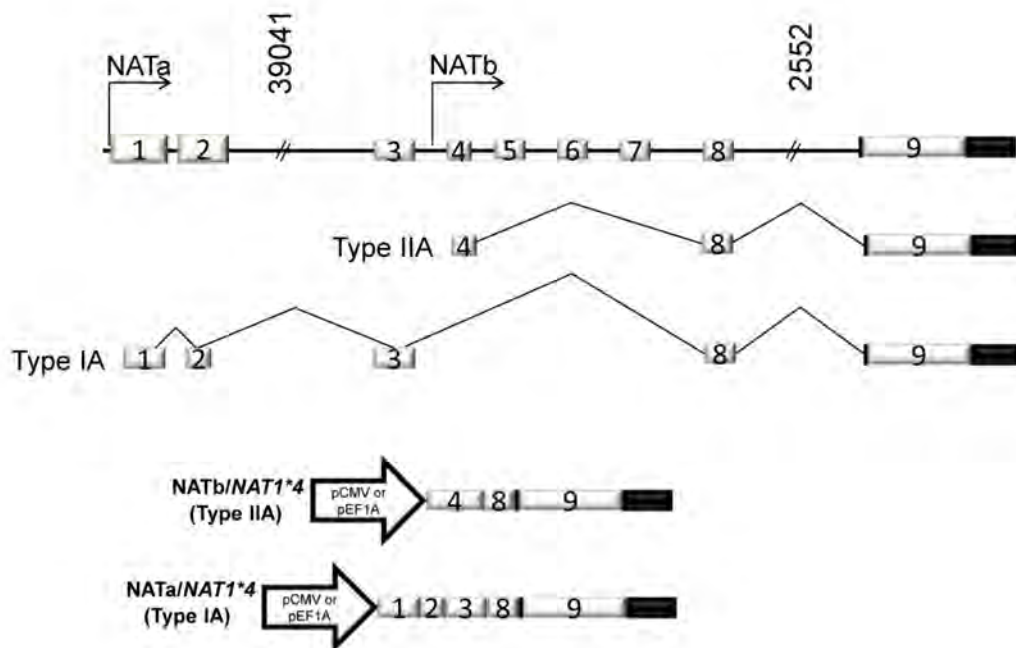 NATa
39041
NATb
2552
1 2 3 4 5 6 7 8 9
Type IIA 4 8 9
Type IA 1 2 3 8 9
NATb/NAT1*4
(Type IIA)
pCMV or
pEF1A
4 8 9
NATa/NAT1*4
(Type IA)
pCMV or
pEF1A
1 2 3 8 9